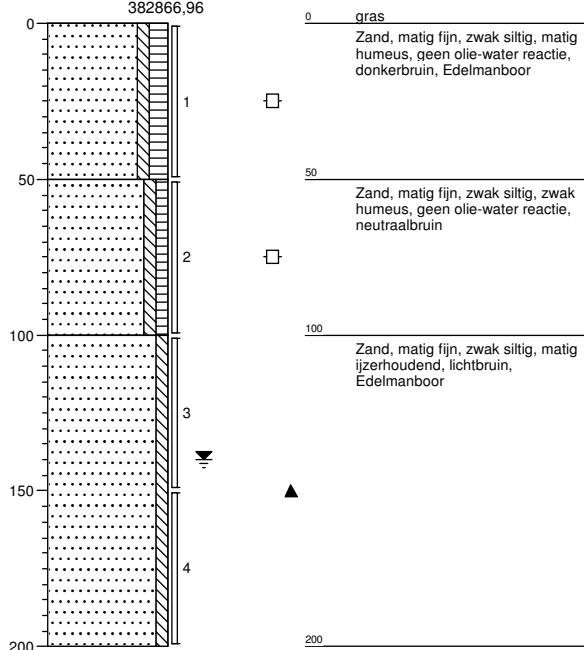 382866,96
0
0
gras
Zand, matig fijn, zwak siltig, matig
humeus, geen olie-water reactie,
donkerbruin, Edelmanboor
1
50
50
Zand, matig fijn, zwak siltig, zwak
humeus, geen olie-water reactie,
neutraalbruin
2
100
100
Zand, matig fijn, zwak siltig, matig
ijzerhoudend, lichtbruin,
Edelmanboor
3
150
4
200
200